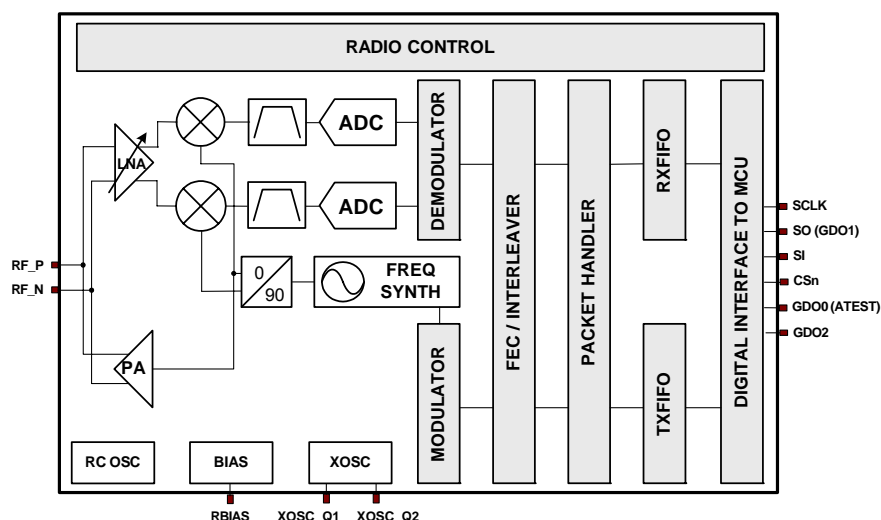 RADIO CONTROL
LNA
ADC
ADC
DEMODULATOR
FEC / INTERLEAVER
PACKET HANDLER
RXFIFO
DIGITAL INTERFACE TO MCU
SCLK
SO (GDO1)
SI
CSn
GDO0 (ATEST)
GDO2
RF_P
RF_N
0
90
FREQ
SYNTH
PA
MODULATOR
TXFIFO
RC OSC
BIAS
XOSC
RBIAS
XOSC_Q1
XOSC_Q2